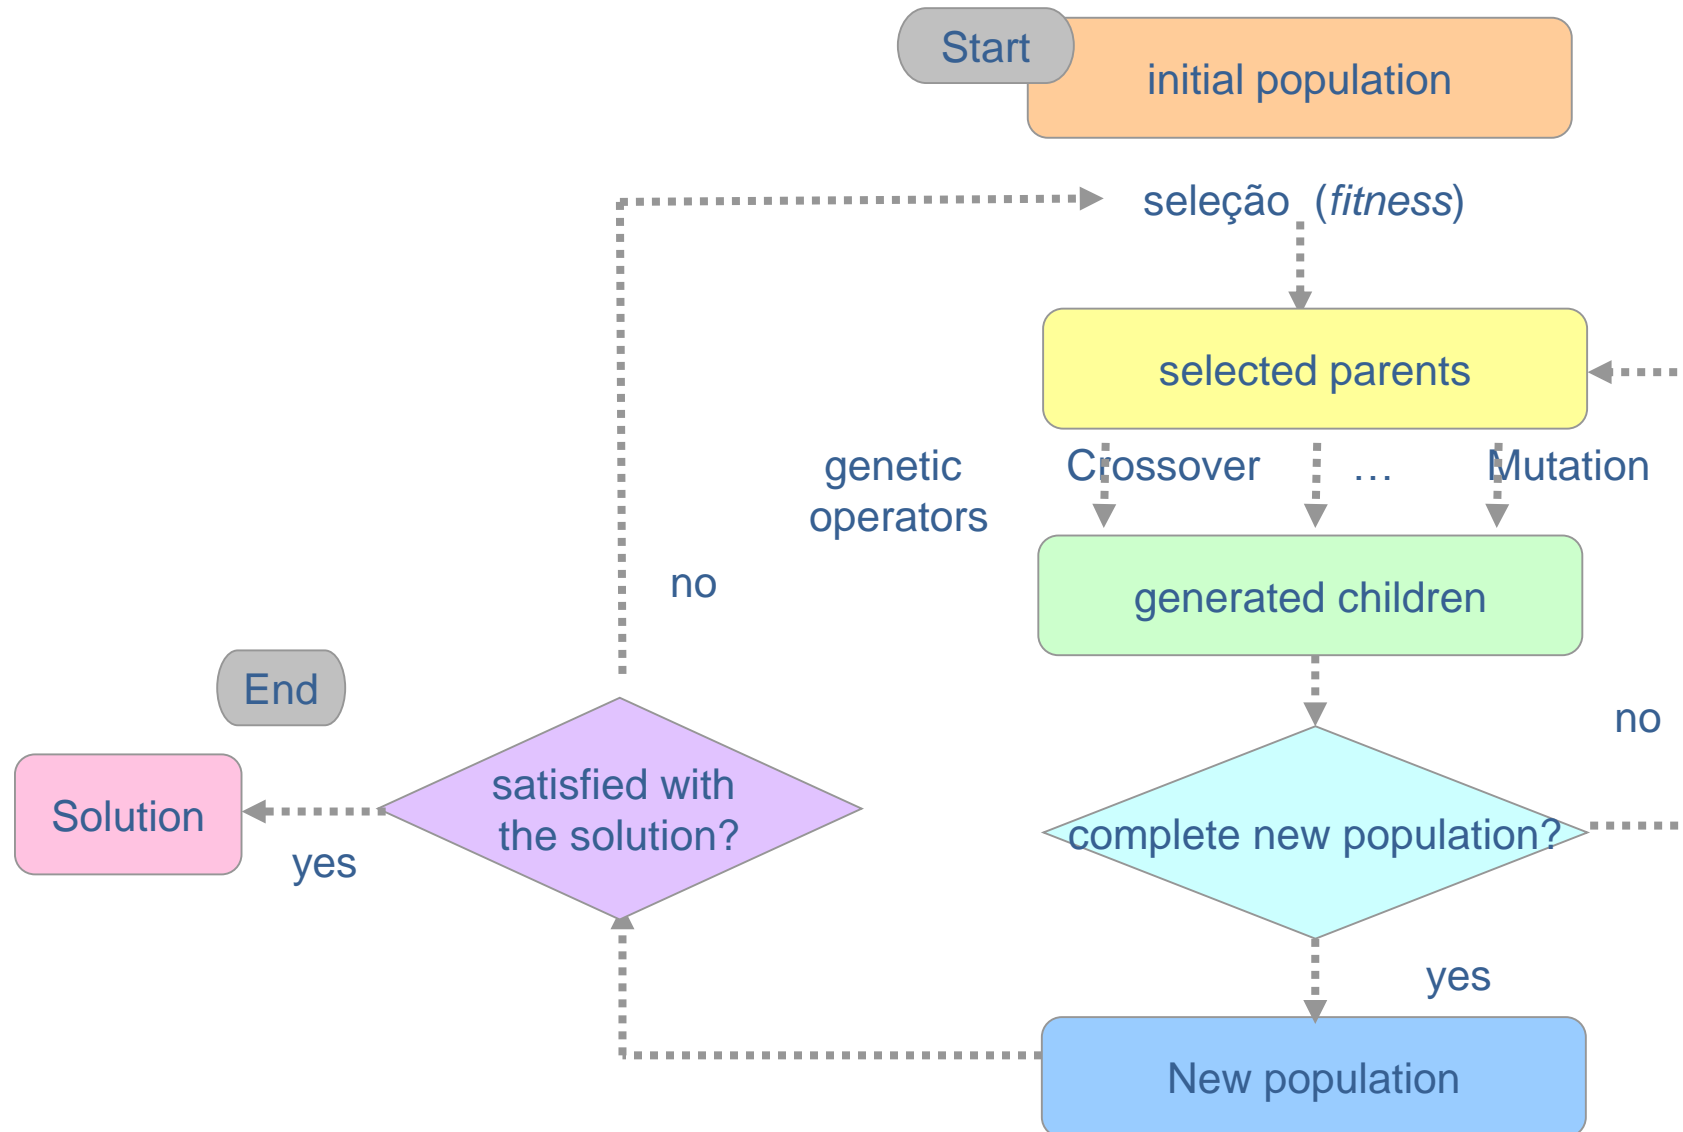 Start
initial population
seleção (fitness)
selected parents
genetic
operators
Crossover
…
Mutation
no
generated children
End
no
satisfied with
the solution?
Solution
complete new population?
yes
yes
New population